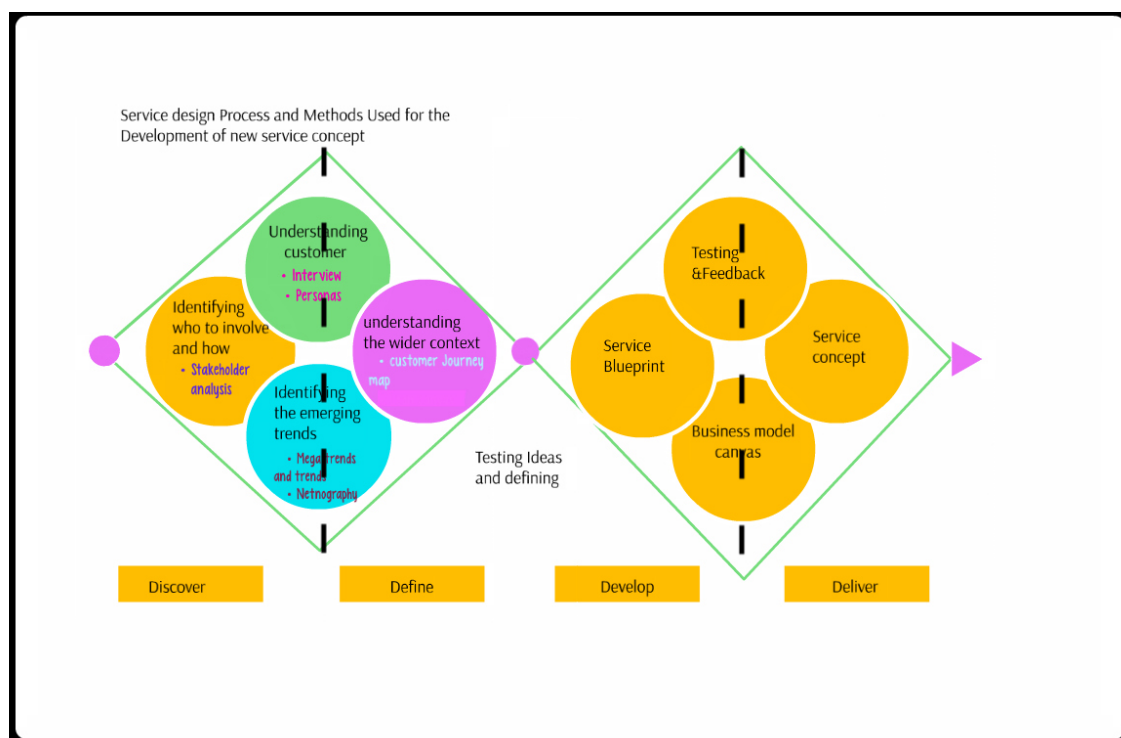 Service design Process and Methods Used for the
Development of new service concept
Understanding
customer
• Interview
• Personas
Identifying
who to involve
and how
• Stakeholder
analysis
understanding
the wider context
• customer Journey
map
Identifying
the emerging
trends
• Mega trends
and trends
• Netnography
Testing Ideas
and defining
Testing
&Feedback
Service
Blueprint
Service
concept
Business model
canvas
Discover
Define
Develop
Deliver